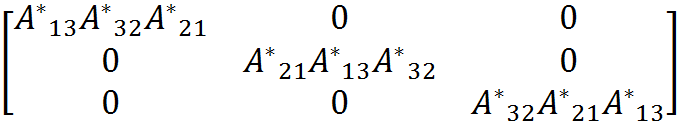 [A*₁₃A*₃₂A*₂₁ 0 0
0 A*₂₁A*₁₃A*₃₂ 0
0 0 A*₃₂A*₂₁A*₁₃]